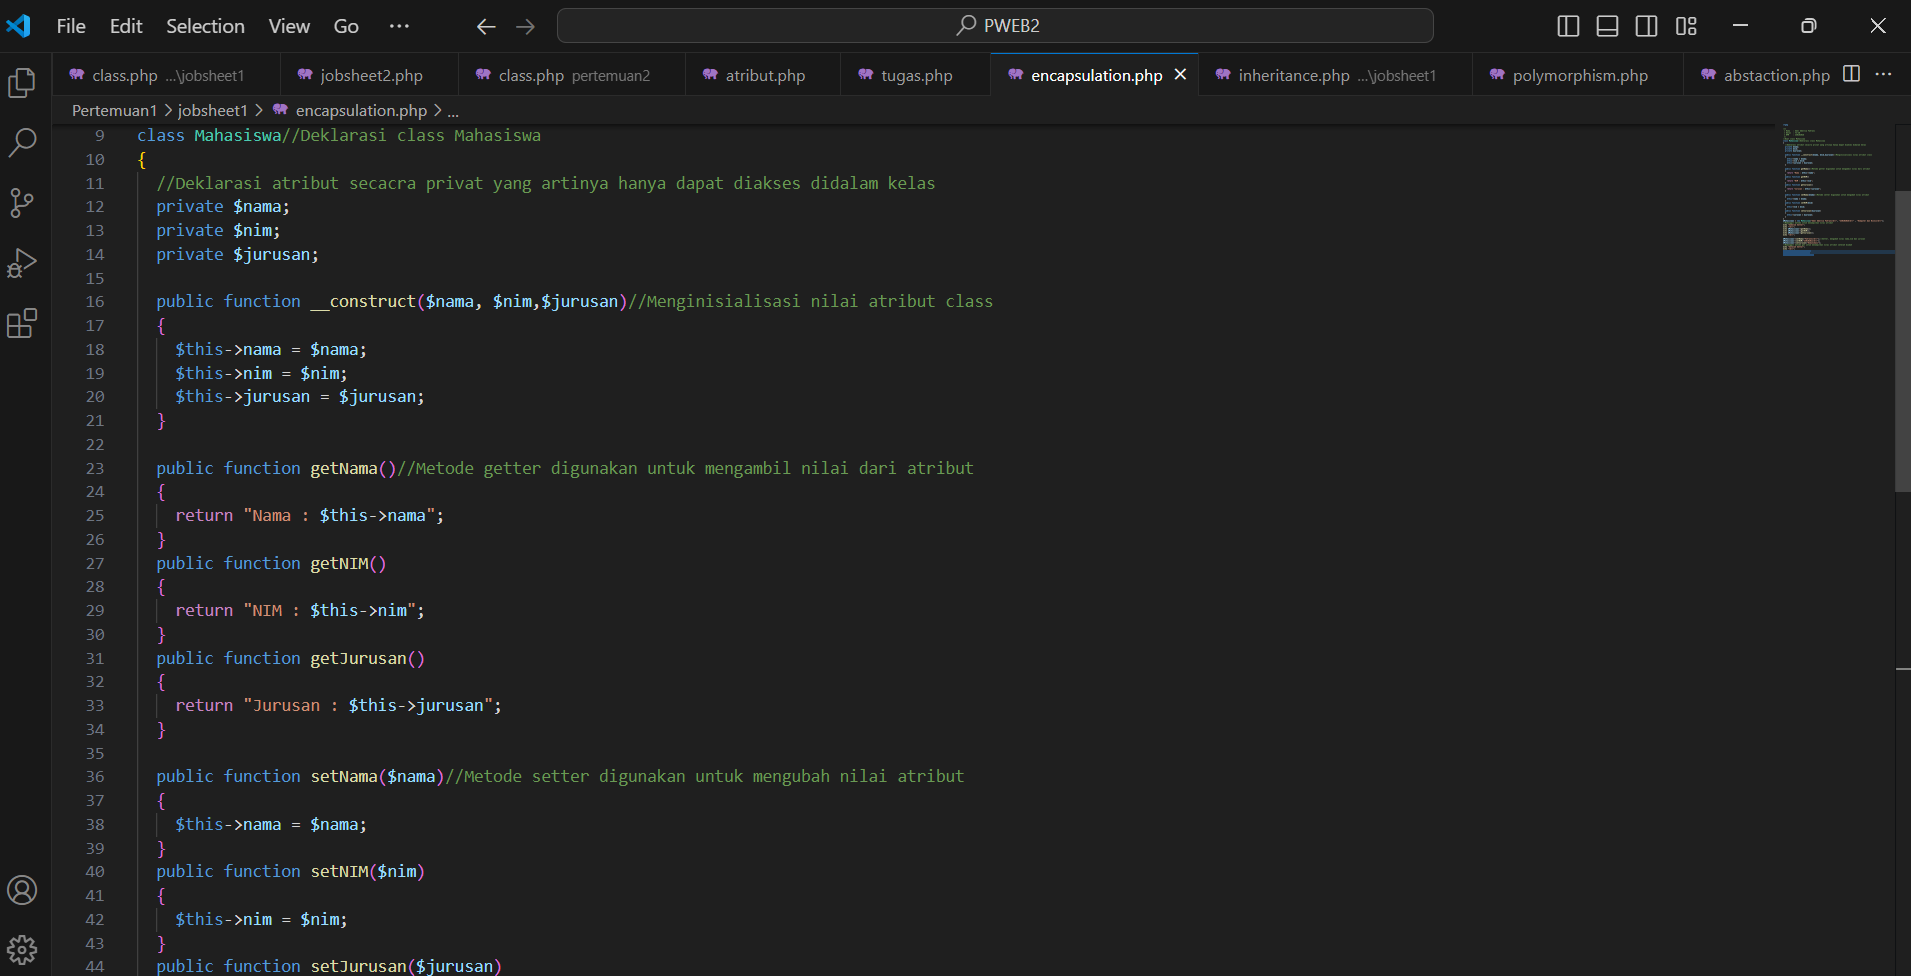 File Edit Selection View Go ··· PWEB2
class.php ...\jobsheet1 jobsheet2.php class.php pertemuan2 atribut.php tugas.php encapsulation.php inheritance.php ...\jobsheet1 polymorphism.php abstaction.php ···
Pertemuan1 > jobsheet1 > encapsulation.php > ...
9 class Mahasiswa//Deklarasi class Mahasiswa
10 {
11 //Deklarasi atribut secacra privat yang artinya hanya dapat diakses didalam kelas
12 private $nama;
13 private $nim;
14 private $jurusan;
15
16 public function __construct($nama, $nim,$jurusan)//Menginisialisasi nilai atribut class
17 {
18 $this->nama = $nama;
19 $this->nim = $nim;
20 $this->jurusan = $jurusan;
21 }
22
23 public function getNama()//Metode getter digunakan untuk mengambil nilai dari atribut
24 {
25 return "Nama : $this->nama";
26 }
27 public function getNIM()
28 {
29 return "NIM : $this->nim";
30 }
31 public function getJurusan()
32 {
33 return "Jurusan : $this->jurusan";
34 }
35
36 public function setNama($nama)//Metode setter digunakan untuk mengubah nilai atribut
37 {
38 $this->nama = $nama;
39 }
40 public function setNIM($nim)
41 {
42 $this->nim = $nim;
43 }
44 public function setJurusan($jurusan)